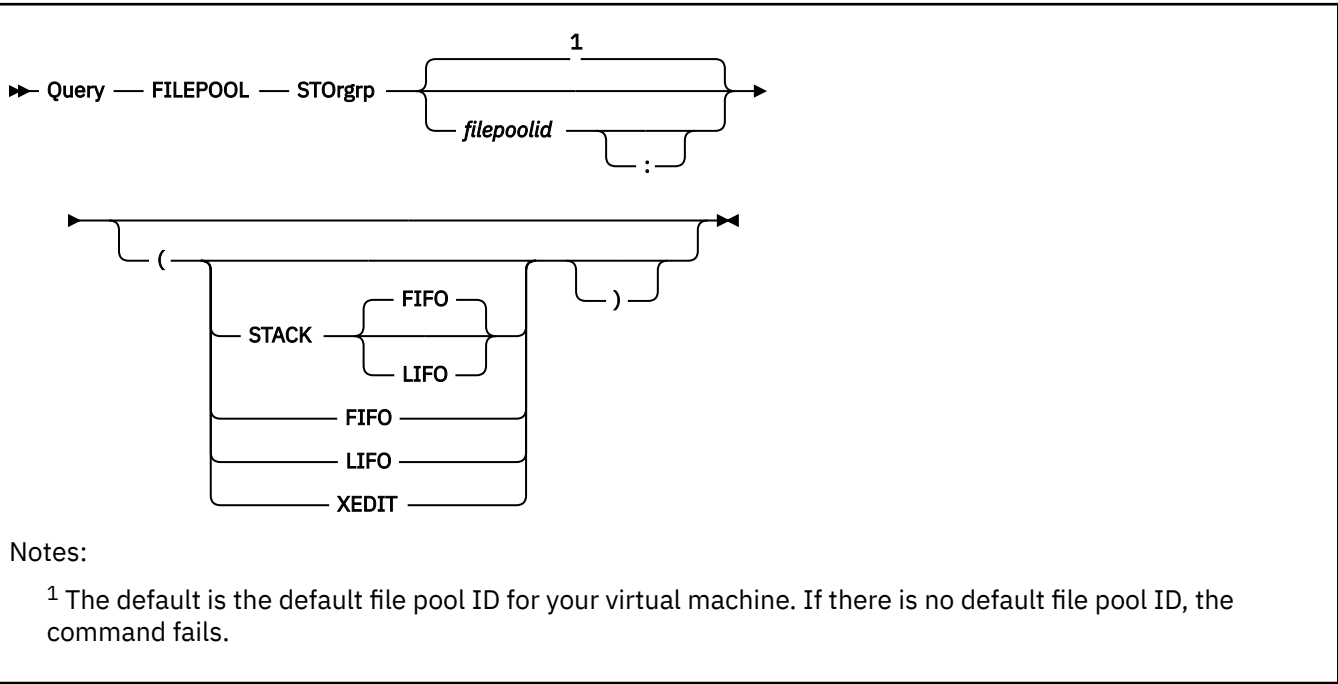 1
Query FILEPOOL STOrgrp
filepoolid
:
(
FIFO
)
STACK
LIFO
FIFO
LIFO
XEDIT
Notes:
1 The default is the default file pool ID for your virtual machine. If there is no default file pool ID, the
command fails.